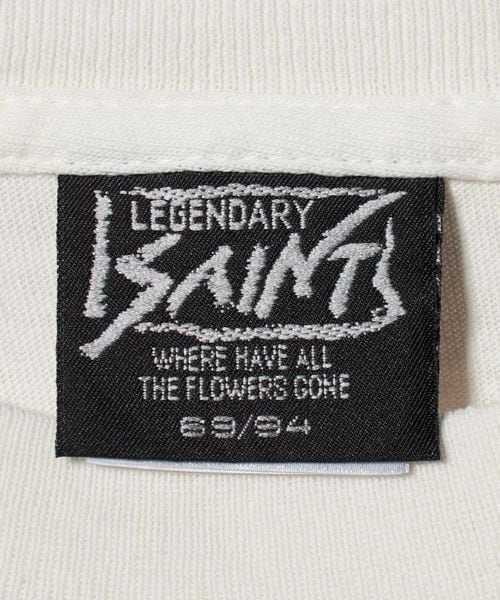 LEGENDARY
SAINTS
WHERE HAVE ALL
THE FLOWERS GONE
69/94